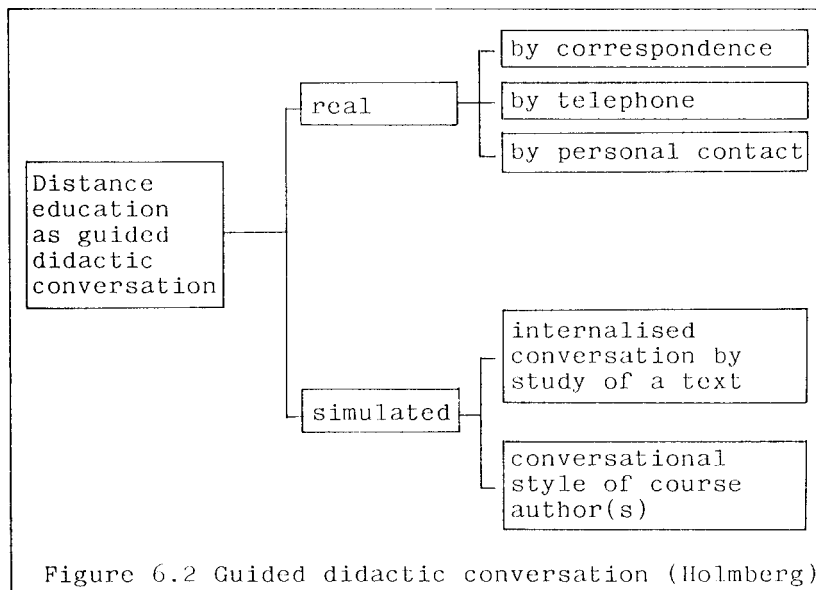 by correspondence
real
by telephone
by personal contact
Distance
education
as guided
didactic
conversation
internalised
conversation by
study of a text
simulated
conversational
style of course
author(s)
Figure 6.2 Guided didactic conversation (Holmberg)